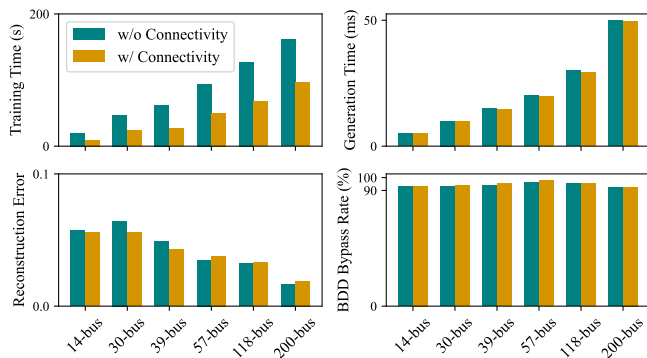 Training Time (s)
200
0
w/o Connectivity
w/ Connectivity
Generation Time (ms)
50
0
Reconstruction Error
0.1
0.0
14-bus
30-bus
39-bus
57-bus
118-bus
200-bus
BDD Bypass Rate (%)
100
90
0
14-bus
30-bus
39-bus
57-bus
118-bus
200-bus